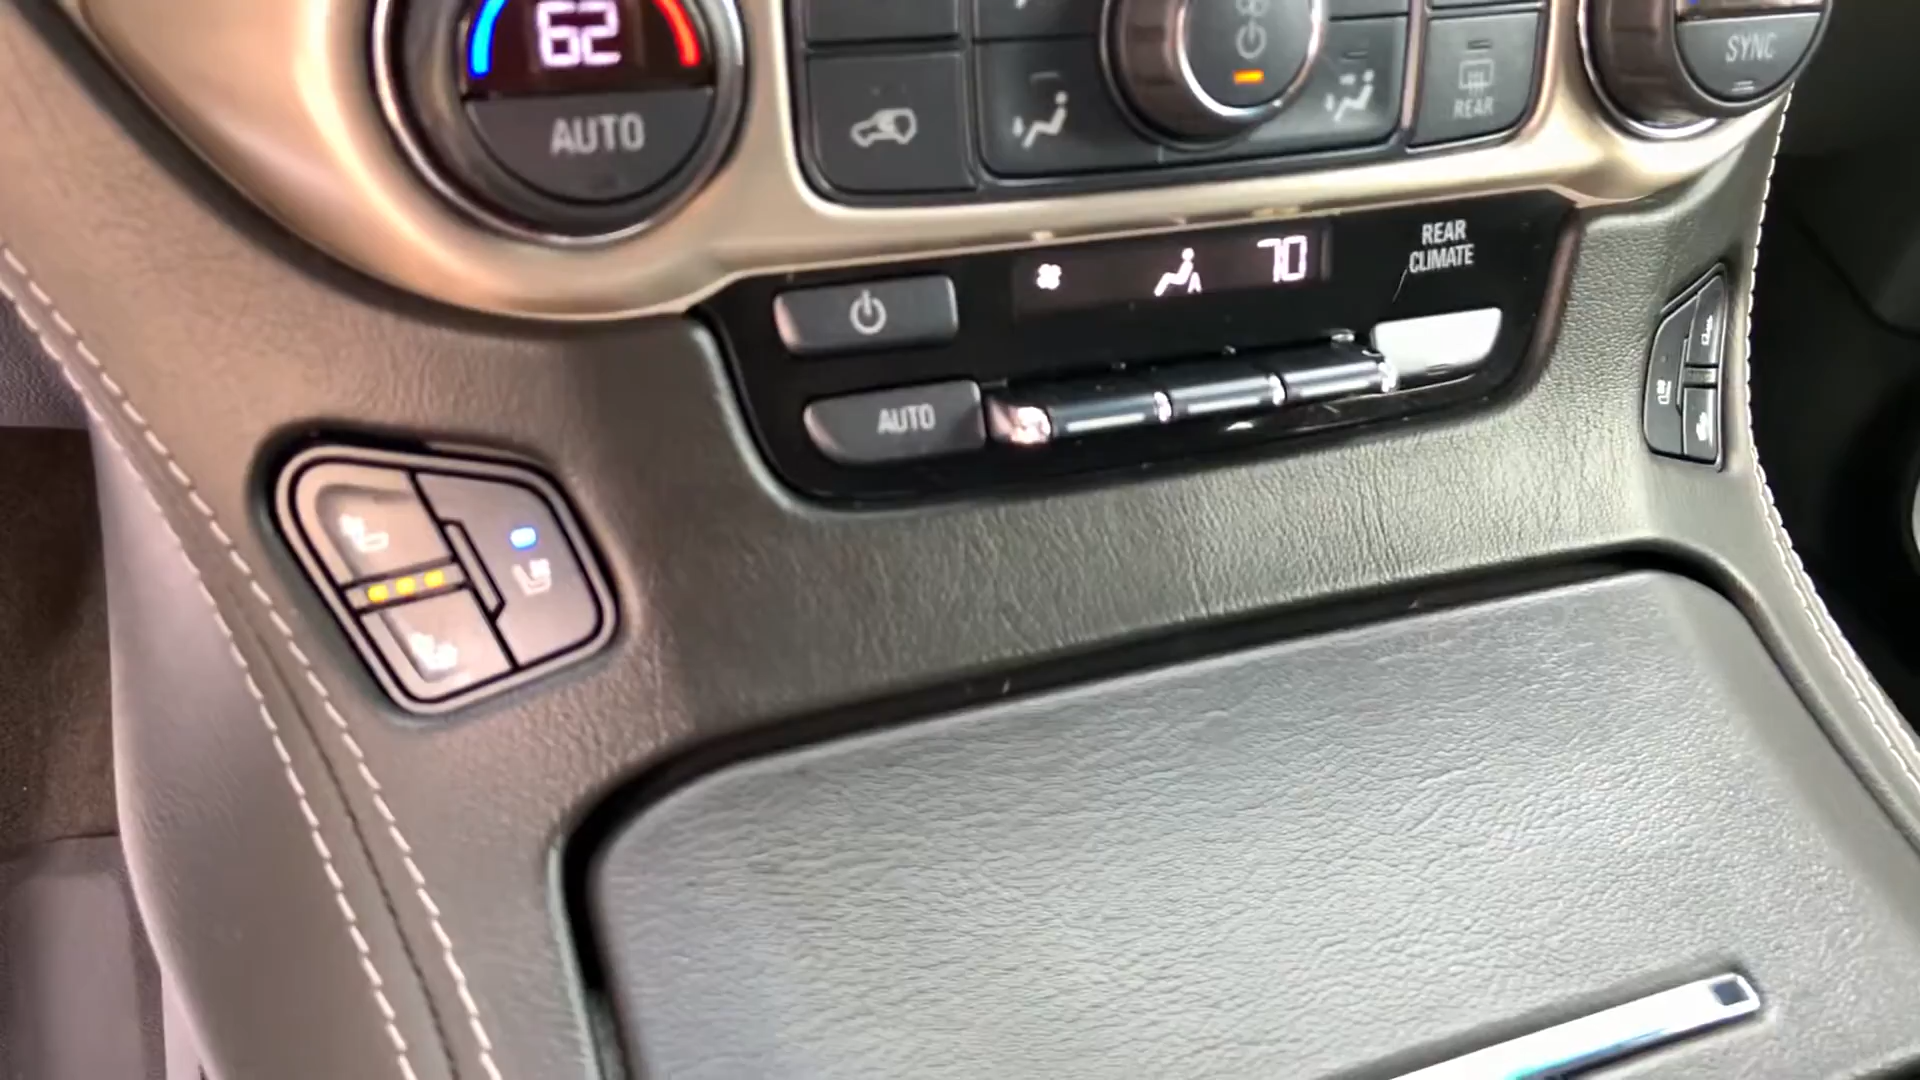 62
AUTO
REAR
SYNC
70
REAR
CLIMATE
AUTO